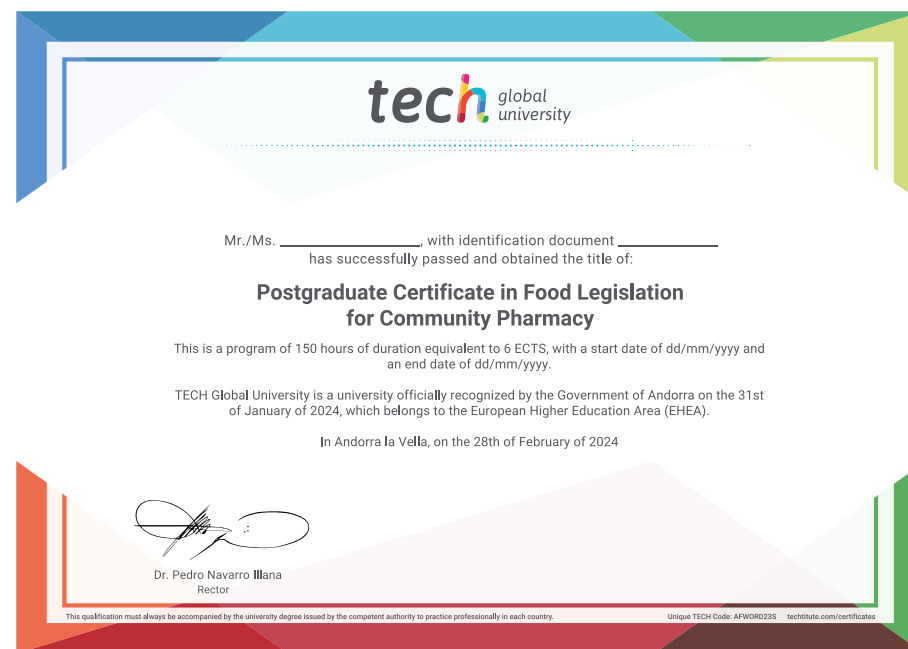 tech global university
Mr./Ms. ____________________, with identification document ______________
has successfully passed and obtained the title of:
Postgraduate Certificate in Food Legislation
for Community Pharmacy
This is a program of 150 hours of duration equivalent to 6 ECTS, with a start date of dd/mm/yyyy and
an end date of dd/mm/yyyy.
TECH Global University is a university officially recognized by the Government of Andorra on the 31st
of January of 2024, which belongs to the European Higher Education Area (EHEA).
In Andorra la Vella, on the 28th of February of 2024
Dr. Pedro Navarro Illana
Rector
This qualification must always be accompanied by the university degree issued by the competent authority to practice professionally in each country.
Unique TECH Code: AFWORD23S techtitute.com/certificates